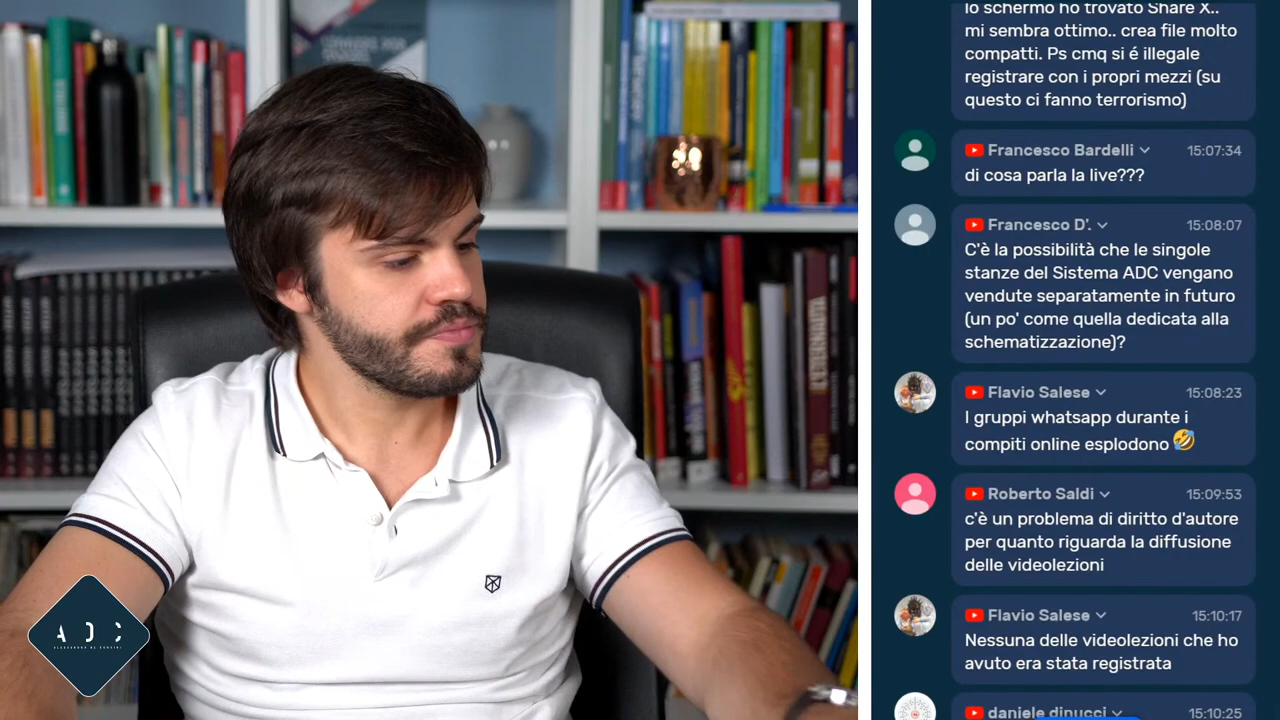 lo schermo ho trovato Share X..
mi sembra ottimo.. crea file molto
compatti. Ps cmq si é illegale
registrare con i propri mezzi (su
questo ci fanno terrorismo)
Francesco Bardelli 15:07:34
di cosa parla la live???
Francesco D'. 15:08:07
C'è la possibilità che le singole
stanze del Sistema ADC vengano
vendute separatamente in futuro
(un po' come quella dedicata alla
schematizzazione)?
Flavio Salese 15:08:23
I gruppi whatsapp durante i
compiti online esplodono 🤣
Roberto Saldi 15:09:53
c'è un problema di diritto d'autore
per quanto riguarda la diffusione
delle videolezioni
Flavio Salese 15:10:17
Nessuna delle videolezioni che ho
avuto era stata registrata
daniele dinucci 15:10:25
ADC